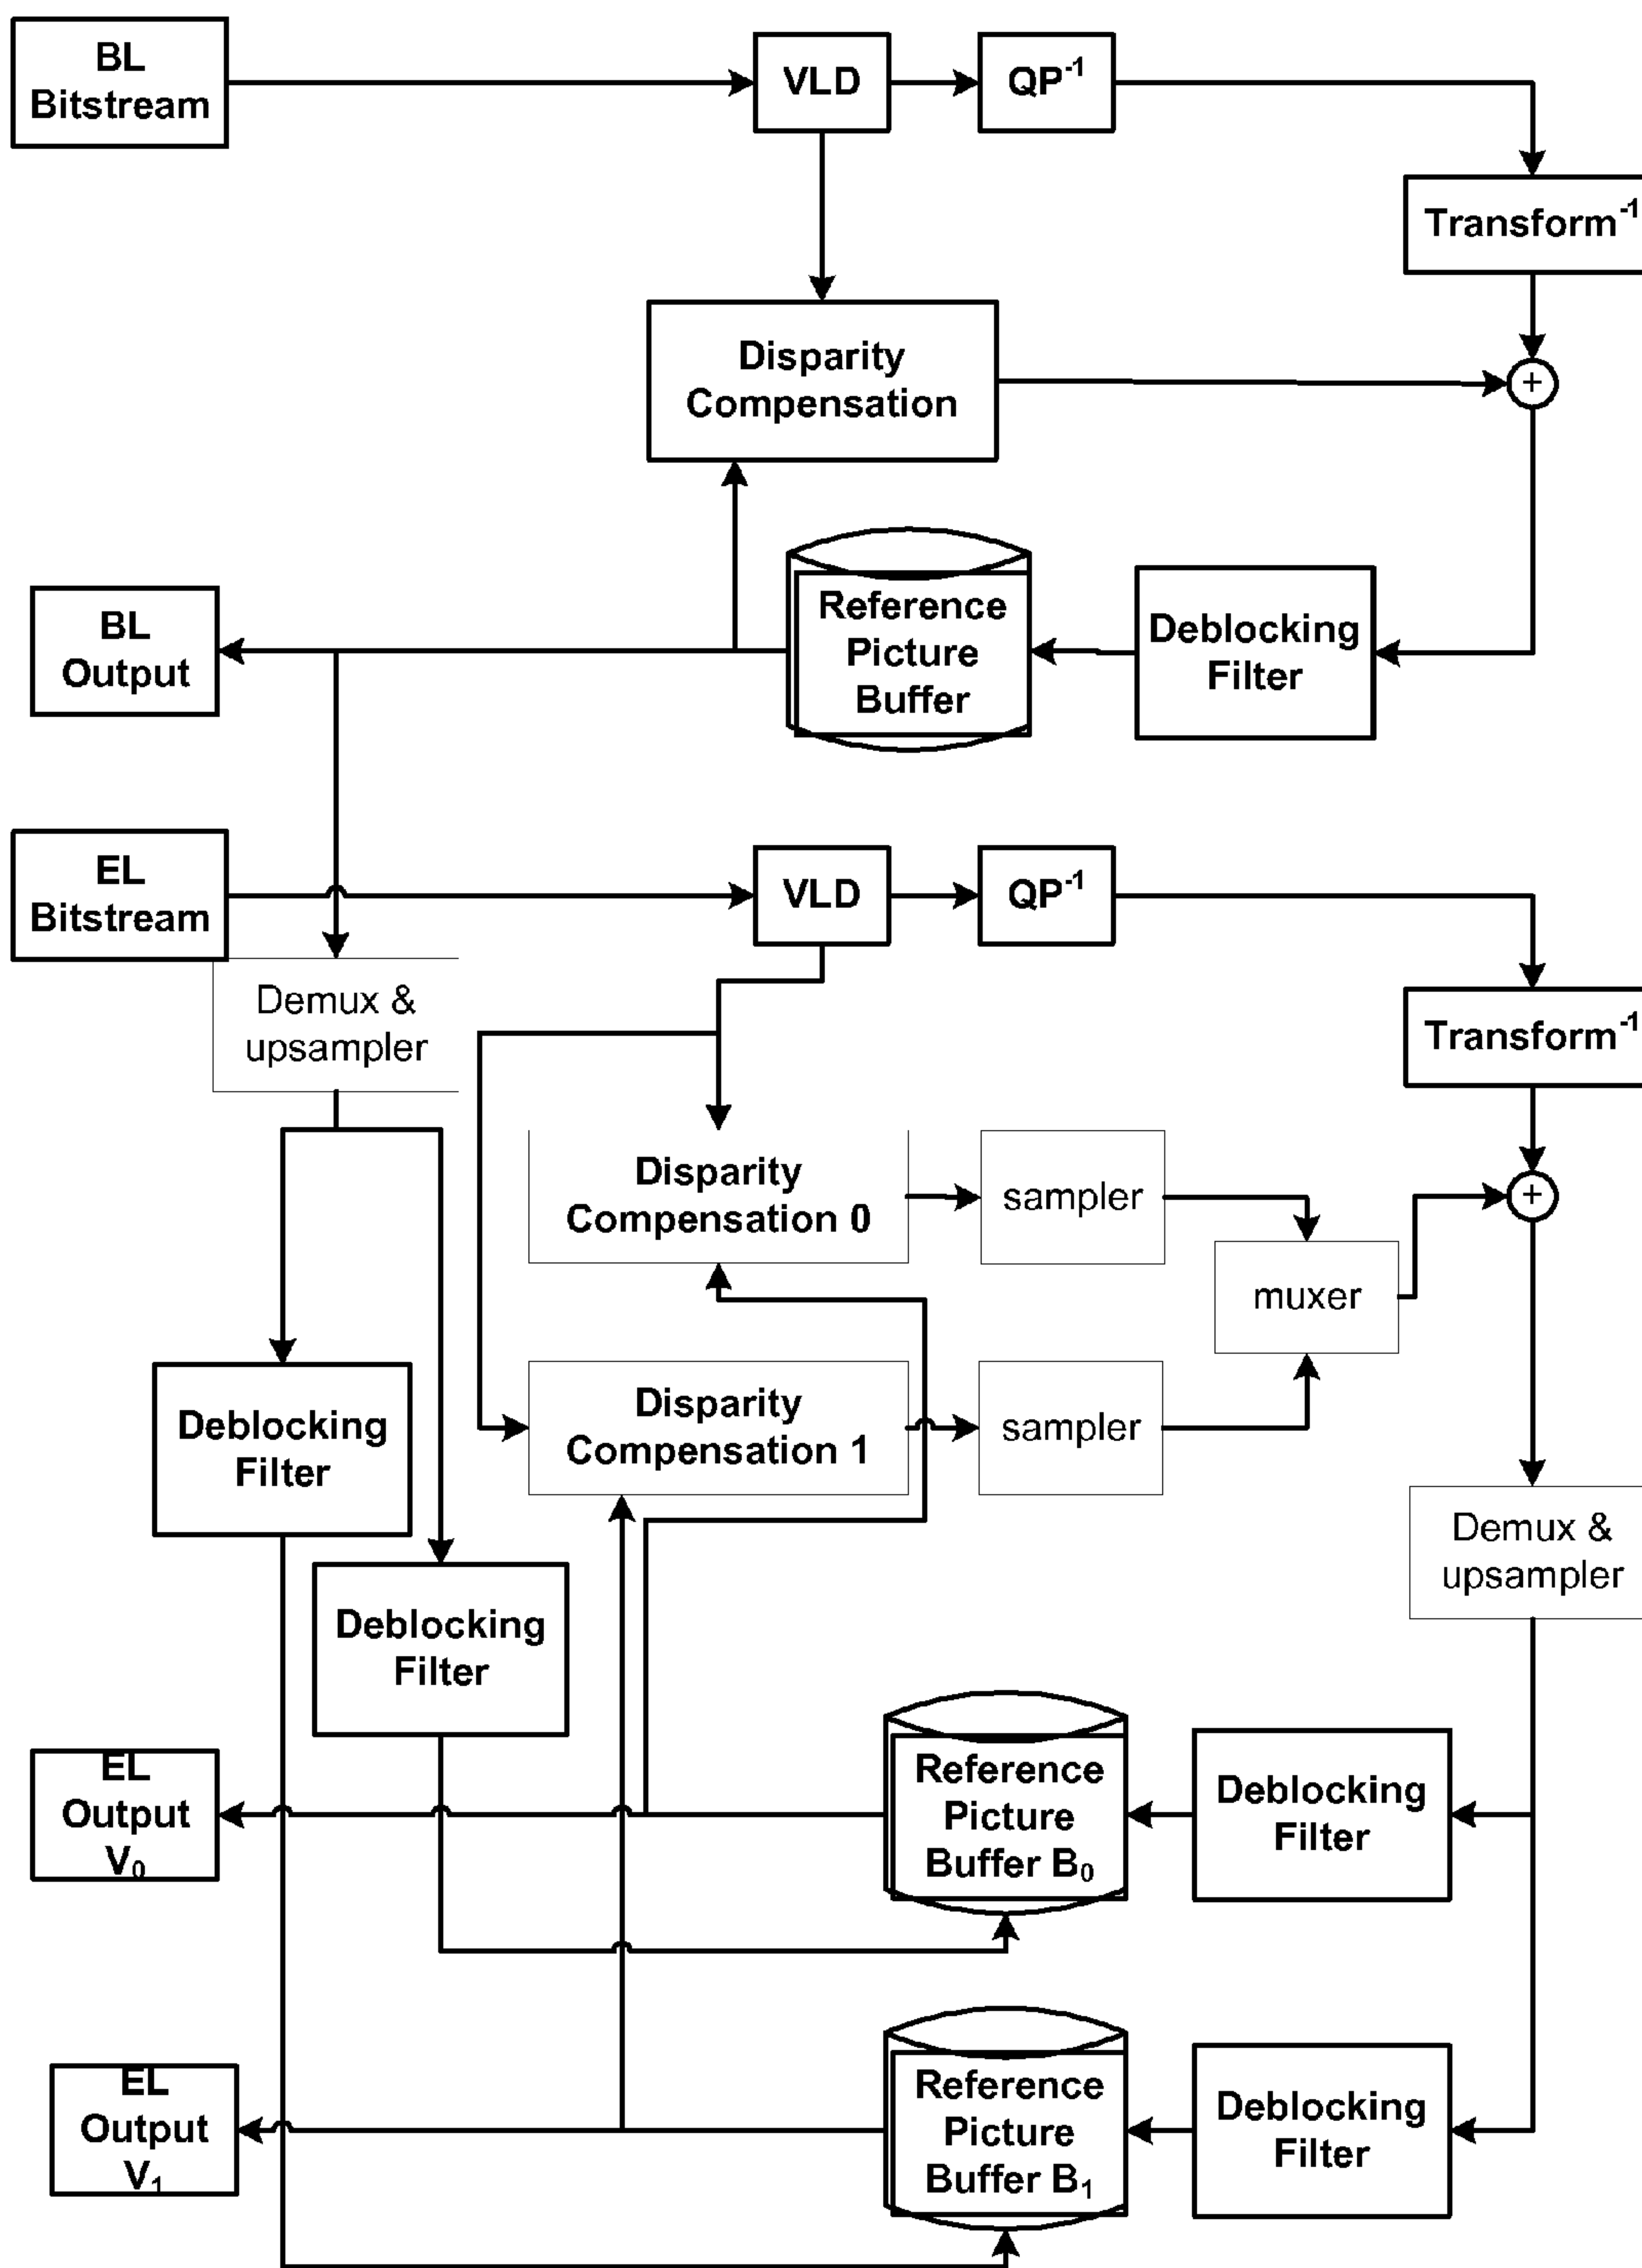 BL
Bitstream
VLD
QP⁻¹
Transform⁻¹
Disparity
Compensation
+
BL
Output
Reference
Picture
Buffer
Deblocking
Filter
EL
Bitstream
VLD
QP⁻¹
Demux &
upsampler
Transform⁻¹
Disparity
Compensation 0
sampler
+
muxer
Disparity
Compensation 1
sampler
Deblocking
Filter
Demux &
upsampler
Deblocking
Filter
EL
Output
V₀
Reference
Picture
Buffer B₀
Deblocking
Filter
EL
Output
V₁
Reference
Picture
Buffer B₁
Deblocking
Filter